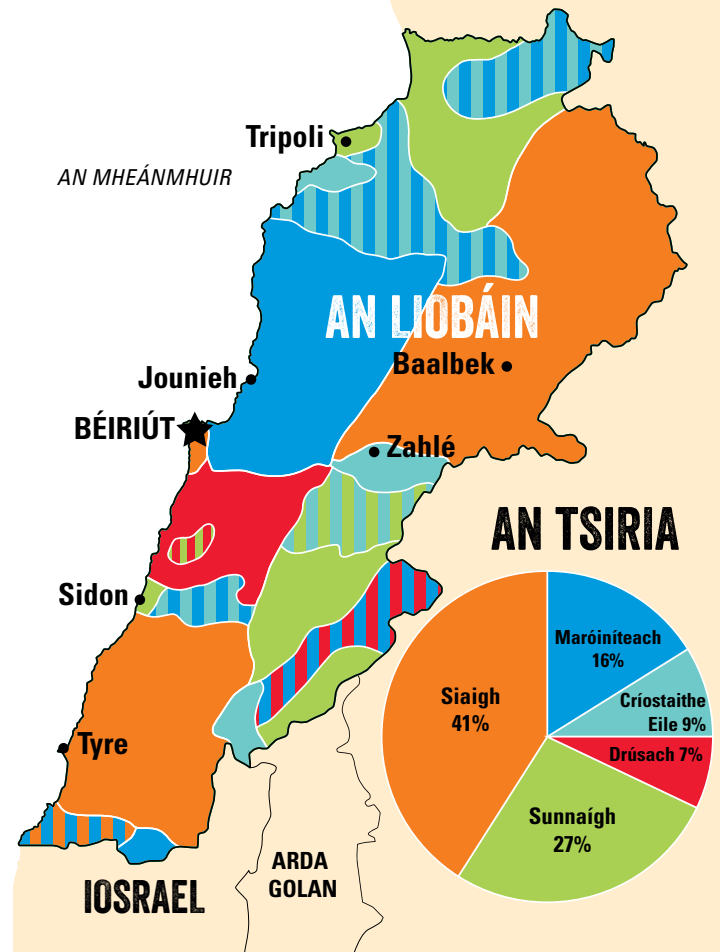 Tripoli
AN MHEÁNMHUIR
AN LIOBÁIN
Baalbek
Jounieh
BÉIRIÚT
Zahlé
AN TSIRIA
Sidon
Tyre
IOSRAEL
ARDA
GOLAN
Maróiníteach
16%
Críostaithe
Eile 9%
Drúsach 7%
Sunnaígh
27%
Siaigh
41%